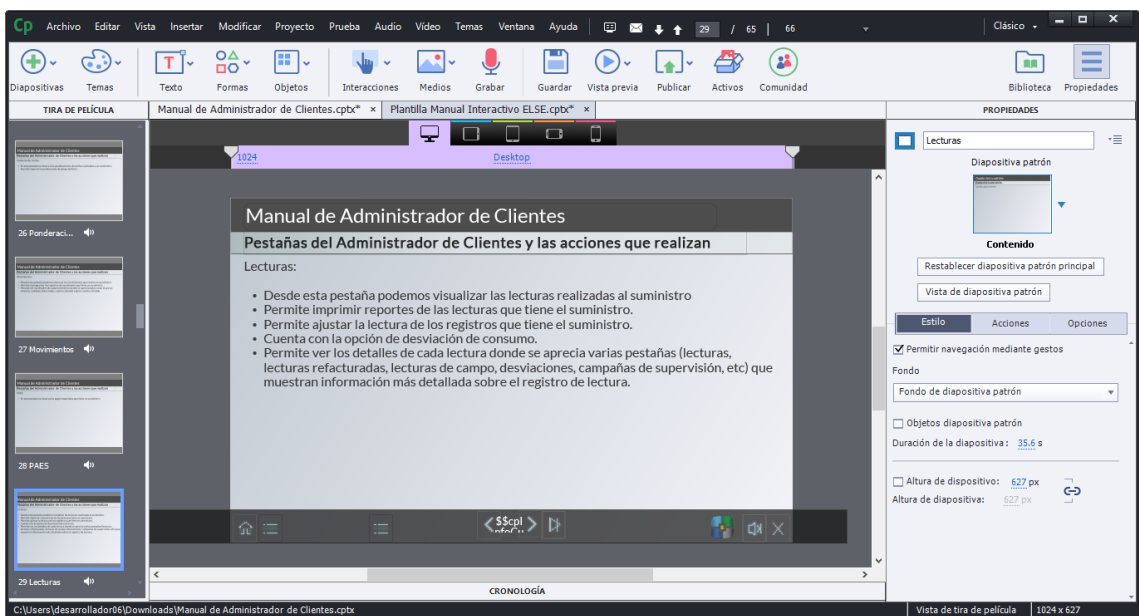 Cp Archivo Editar Vista Insertar Modificar Proyecto Prueba Audio Vídeo Temas Ventana Ayuda 29 / 65 66 Clásico
Diapositivas Temas Texto Formas Objetos Interacciones Medios Grabar Guardar Vista previa Publicar Activos Comunidad Biblioteca Propiedades
TIRA DE PELÍCULA
Manual de Administrador de Clientes.cptx* × Plantilla Manual Interactivo ELSE.cptx* ×
PROPIEDADES
26 Ponderaci...
27 Movimientos
28 PAES
29 Lecturas
1024 Desktop
Manual de Administrador de Clientes
Pestañas del Administrador de Clientes y las acciones que realizan
Lecturas:
• Desde esta pestaña podemos visualizar las lecturas realizadas al suministro
• Permite imprimir reportes de las lecturas que tiene el suministro.
• Permite ajustar la lectura de los registros que tiene el suministro.
• Cuenta con la opción de desviación de consumo.
• Permite ver los detalles de cada lectura donde se aprecia varias pestañas (lecturas,
lecturas refacturadas, lecturas de campo, desviaciones, campañas de supervisión, etc) que
muestran información más detallada sobre el registro de lectura.
$$cpI
CRONOLOGÍA
Lecturas
Diapositiva patrón
Contenido
Restablecer diapositiva patrón principal
Vista de diapositiva patrón
Estilo Acciones Opciones
Permitir navegación mediante gestos
Fondo
Fondo de diapositiva patrón
Objetos diapositiva patrón
Duración de la diapositiva : 35.6 s
Altura de dispositivo: 627 px
Altura de diapositiva: 627 px
C:\Users\desarrollador06\Downloads\Manual de Administrador de Clientes.cptx
Vista de tira de película 1024 x 627